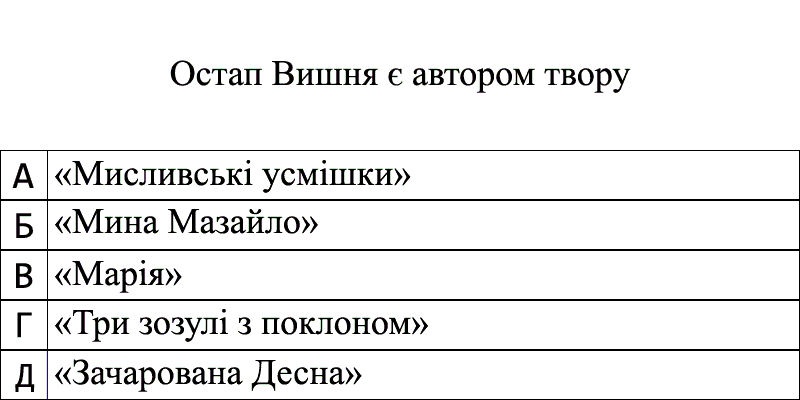 Остап Вишня є автором твору
А «Мисливські усмішки»
Б «Мина Мазайло»
В «Марія»
Г «Три зозулі з поклоном»
Д «Зачарована Десна»